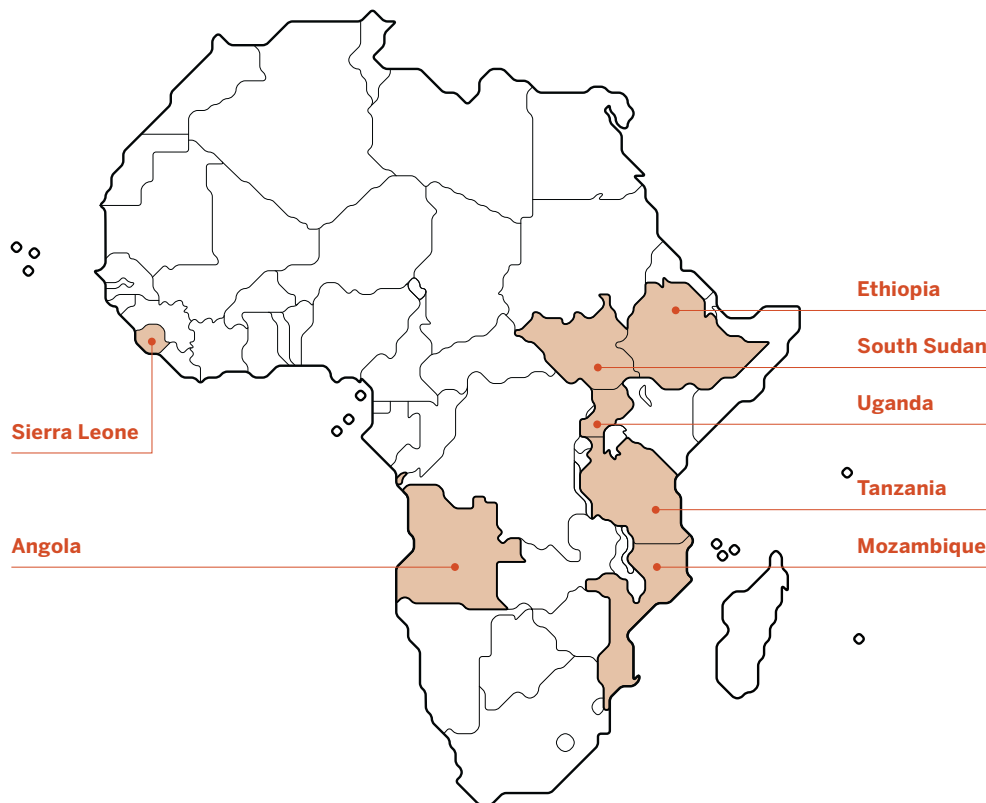 Ethiopia
South Sudan
Uganda
Sierra Leone
Tanzania
Angola
Mozambique